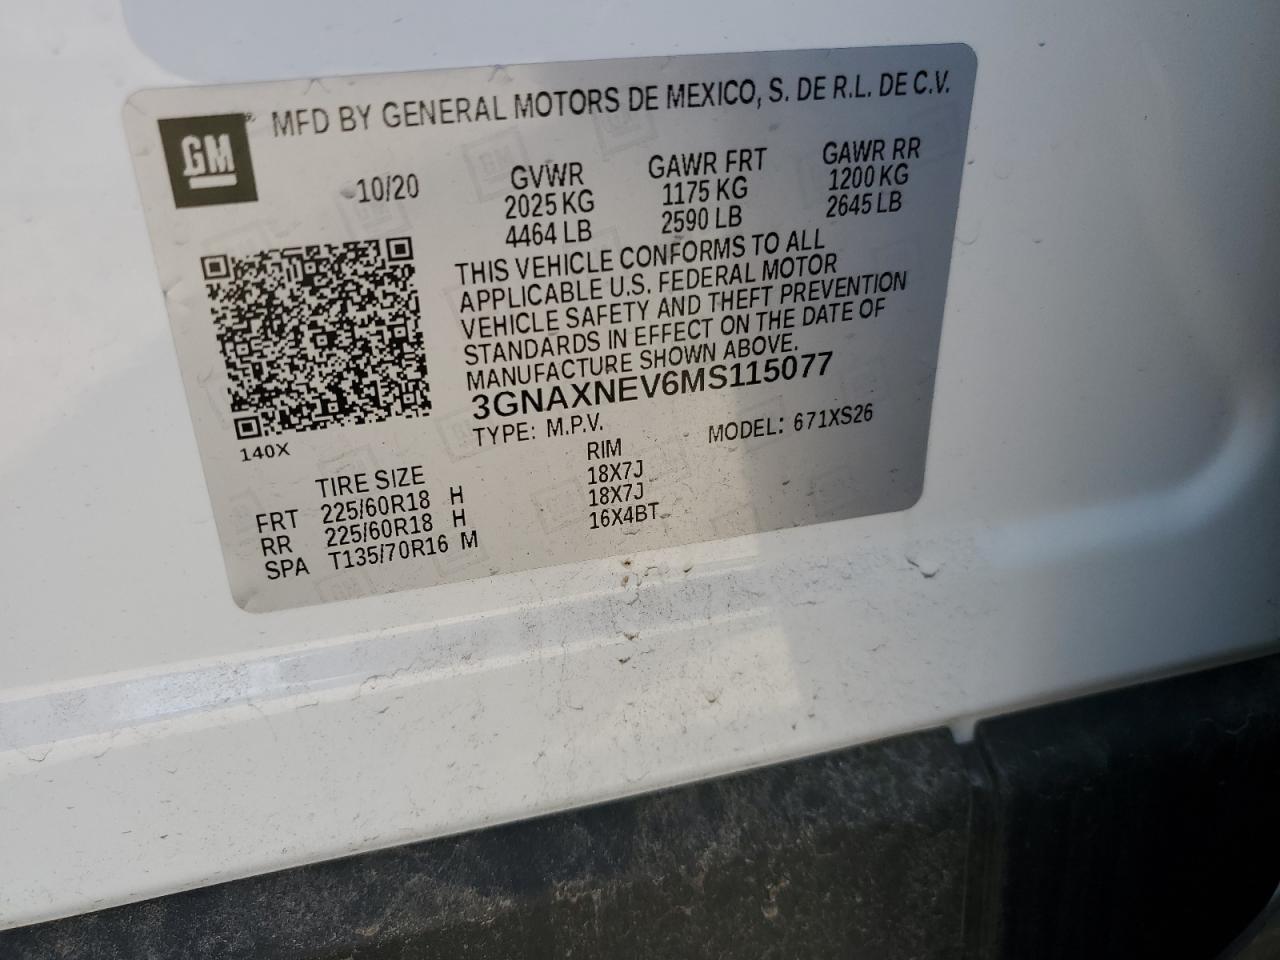 MFD BY GENERAL MOTORS DE MEXICO, S. DE R.L. DE C.V.
GM
10/20
GVWR
2025 KG
4464 LB
GAWR FRT
1175 KG
2590 LB
GAWR RR
1200 KG
2645 LB
THIS VEHICLE CONFORMS TO ALL
APPLICABLE U.S. FEDERAL MOTOR
VEHICLE SAFETY AND THEFT PREVENTION
STANDARDS IN EFFECT ON THE DATE OF
MANUFACTURE SHOWN ABOVE.
3GNAXNEV6MS115077
TYPE: M.P.V. MODEL: 671XS26
140X
TIRE SIZE RIM
FRT 225/60R18 H 18X7J
RR 225/60R18 H 18X7J
SPA T135/70R16 M 16X4BT